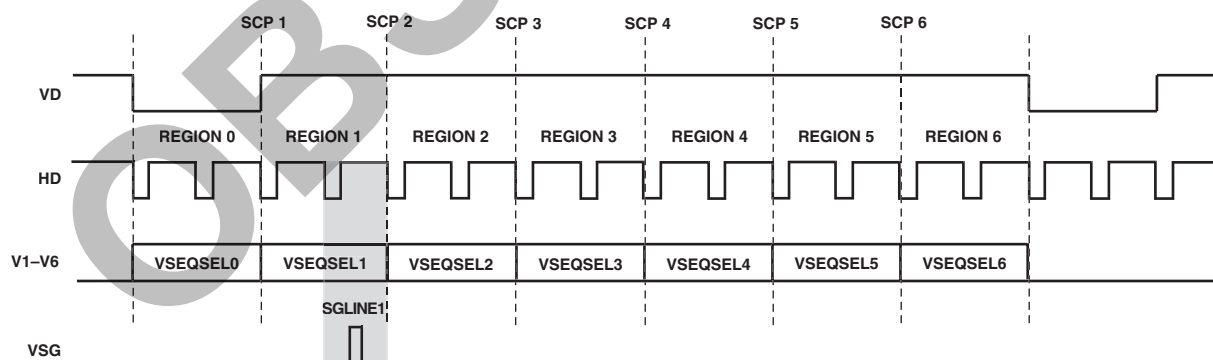 SCP 1 SCP 2 SCP 3 SCP 4 SCP 5 SCP 6
VD
REGION 0 REGION 1 REGION 2 REGION 3 REGION 4 REGION 5 REGION 6
HD
V1–V6 VSEQSEL0 VSEQSEL1 VSEQSEL2 VSEQSEL3 VSEQSEL4 VSEQSEL5 VSEQSEL6
SGLINE1
VSG
OBS